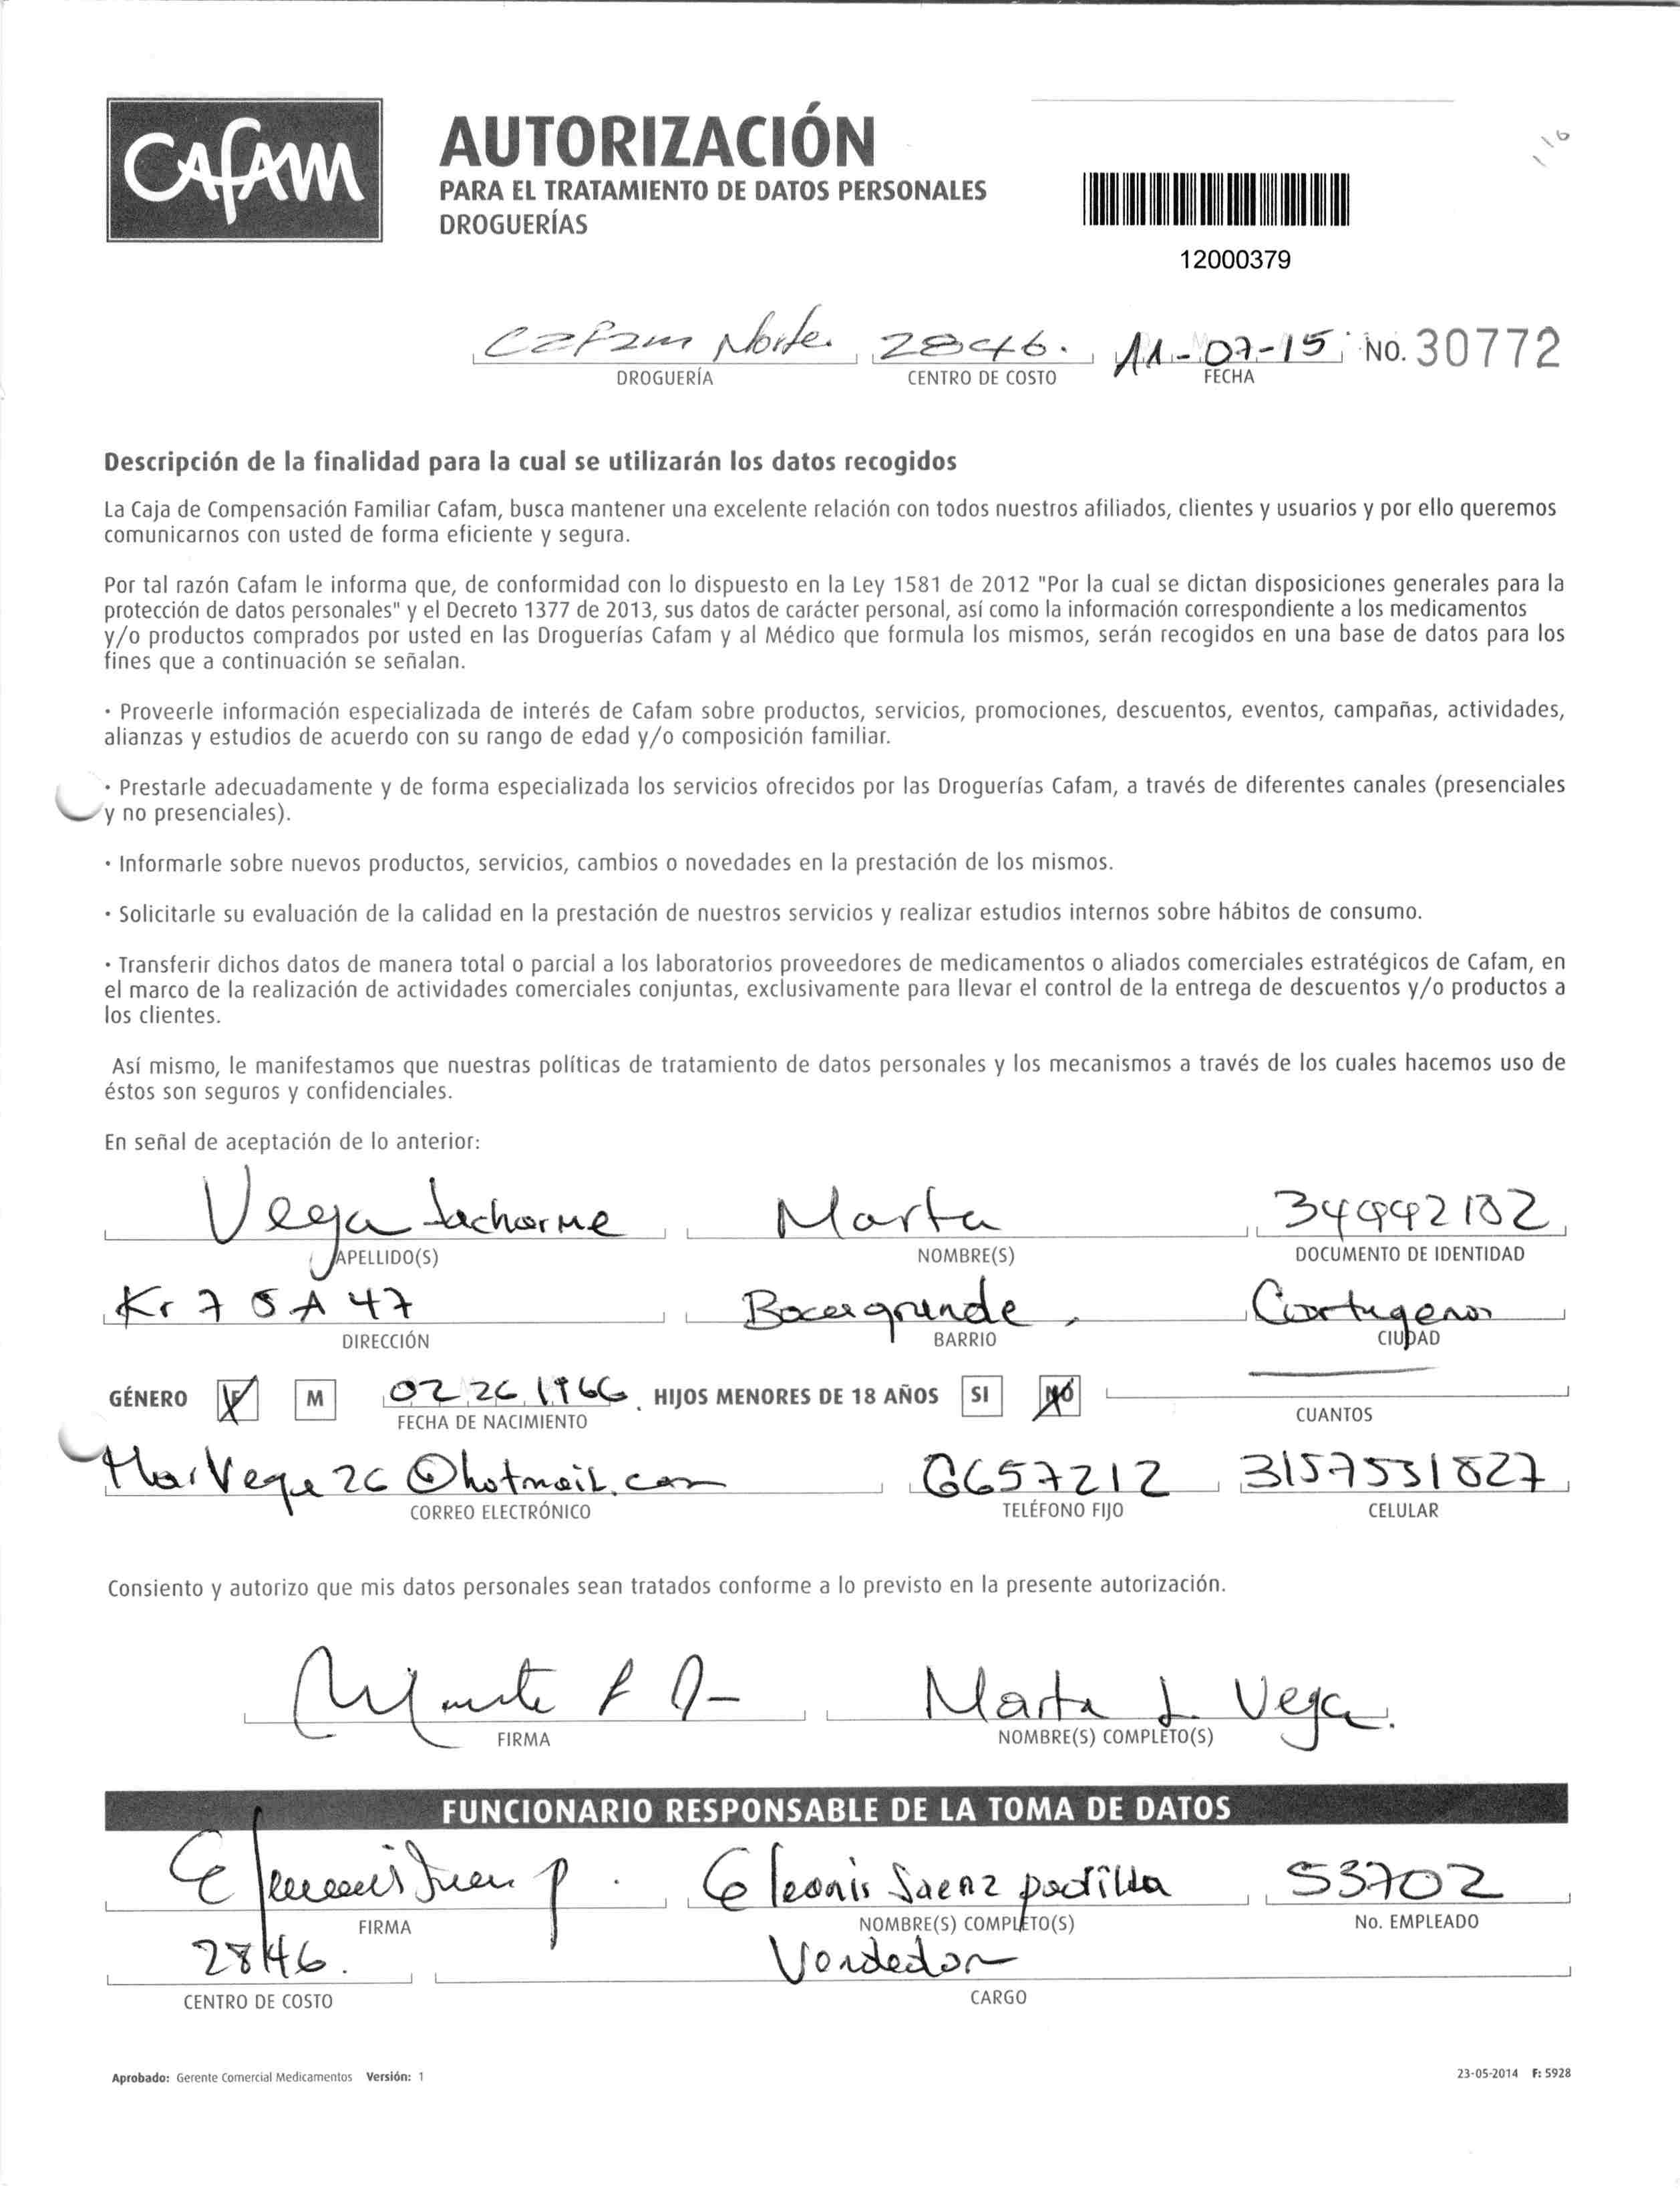 Cafam
AUTORIZACIÓN
PARA EL TRATAMIENTO DE DATOS PERSONALES
DROGUERÍAS
12000379
Cafam Norte. 2846. 11-07-15 No. 30772
DROGUERÍA CENTRO DE COSTO FECHA
Descripción de la finalidad para la cual se utilizarán los datos recogidos
La Caja de Compensación Familiar Cafam, busca mantener una excelente relación con todos nuestros afiliados, clientes y usuarios y por ello queremos
comunicarnos con usted de forma eficiente y segura.
Por tal razón Cafam le informa que, de conformidad con lo dispuesto en la Ley 1581 de 2012 "Por la cual se dictan disposiciones generales para la
protección de datos personales" y el Decreto 1377 de 2013, sus datos de carácter personal, así como la información correspondiente a los medicamentos
y/o productos comprados por usted en las Droguerías Cafam y al Médico que formula los mismos, serán recogidos en una base de datos para los
fines que a continuación se señalan.
· Proveerle información especializada de interés de Cafam sobre productos, servicios, promociones, descuentos, eventos, campañas, actividades,
alianzas y estudios de acuerdo con su rango de edad y/o composición familiar.
· Prestarle adecuadamente y de forma especializada los servicios ofrecidos por las Droguerías Cafam, a través de diferentes canales (presenciales
y no presenciales).
· Informarle sobre nuevos productos, servicios, cambios o novedades en la prestación de los mismos.
· Solicitarle su evaluación de la calidad en la prestación de nuestros servicios y realizar estudios internos sobre hábitos de consumo.
· Transferir dichos datos de manera total o parcial a los laboratorios proveedores de medicamentos o aliados comerciales estratégicos de Cafam, en
el marco de la realización de actividades comerciales conjuntas, exclusivamente para llevar el control de la entrega de descuentos y/o productos a
los clientes.
Así mismo, le manifestamos que nuestras políticas de tratamiento de datos personales y los mecanismos a través de los cuales hacemos uso de
éstos son seguros y confidenciales.
En señal de aceptación de lo anterior:
Vega Marta
APELLIDO(S) NOMBRE(S) DOCUMENTO DE IDENTIDAD
Kr 7 5A 47 Bocagrande Cartagena
DIRECCIÓN BARRIO CIUDAD
GÉNERO F M 02 26 1966 HIJOS MENORES DE 18 AÑOS SI NO
FECHA DE NACIMIENTO CUANTOS
MarVega26@hotmail.com 6657212 3157531827
CORREO ELECTRÓNICO TELÉFONO FIJO CELULAR
Consiento y autorizo que mis datos personales sean tratados conforme a lo previsto en la presente autorización.
Marta L Vega.
FIRMA NOMBRE(S) COMPLETO(S)
FUNCIONARIO RESPONSABLE DE LA TOMA DE DATOS
Eleonis Saenz padilla 53702
FIRMA NOMBRE(S) COMPLETO(S) No. EMPLEADO
2846. Vendedor
CENTRO DE COSTO CARGO
Aprobado: Gerente Comercial Medicamentos Versión: 1 23-05-2014 F: 5928